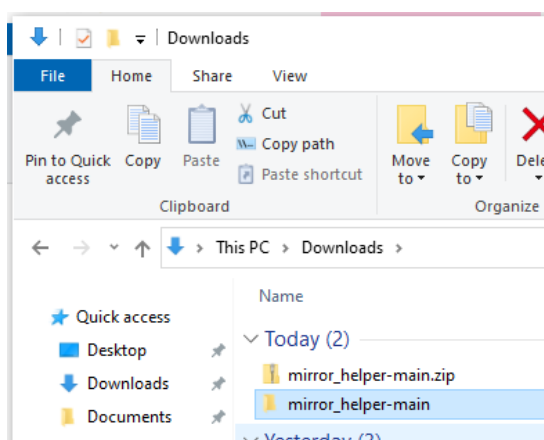 Downloads
File Home Share View
Pin to Quick access
Copy
Paste
Cut
Copy path
Paste shortcut
Clipboard
Move to
Copy to
Organize
This PC > Downloads >
Name
Quick access
Desktop
Downloads
Documents
Today (2)
mirror_helper-main.zip
mirror_helper-main